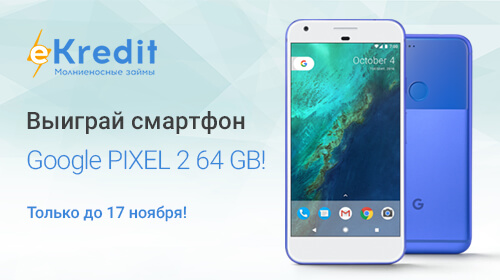 eKredit
Молниеносные займы
Выиграй смартфон
Google PIXEL 2 64 GB!
Только до 17 ноября!
October 4
G